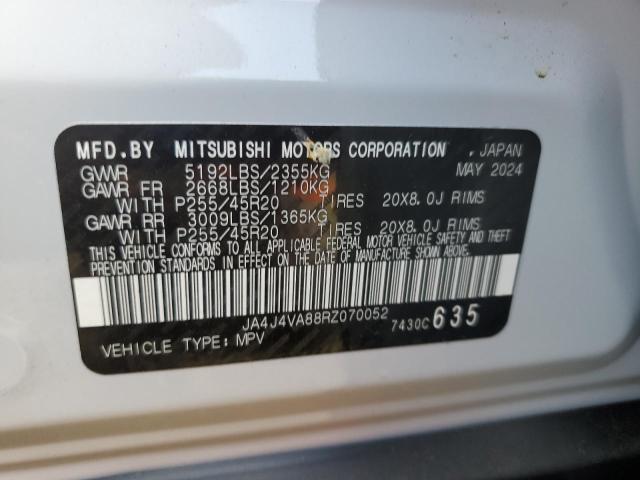 MFD.BY MITSUBISHI MOTORS CORPORATION , JAPAN
GVWR 5192LBS/2355KG MAY 2024
GAWR FR 2668LBS/1210KG
WITH P255/45R20 TIRES 20X8.0J RIMS
GAWR RR 3009LBS/1365KG
WITH P255/45R20 TIRES 20X8.0J RIMS
THIS VEHICLE CONFORMS TO ALL APPLICABLE FEDERAL MOTOR VEHICLE SAFETY AND THEFT
PREVENTION STANDARDS IN EFFECT ON THE DATE OF MANUFACTURE SHOWN ABOVE.
JA4J4VA88RZ070052 7430C 635
VEHICLE TYPE: MPV